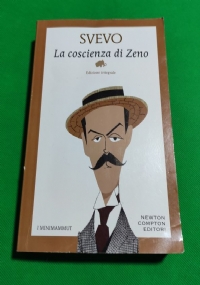 SVEVO
La coscienza di Zeno
Edizione integrale
I MINIMAMMUT
NEWTON
COMPTON
EDITORI